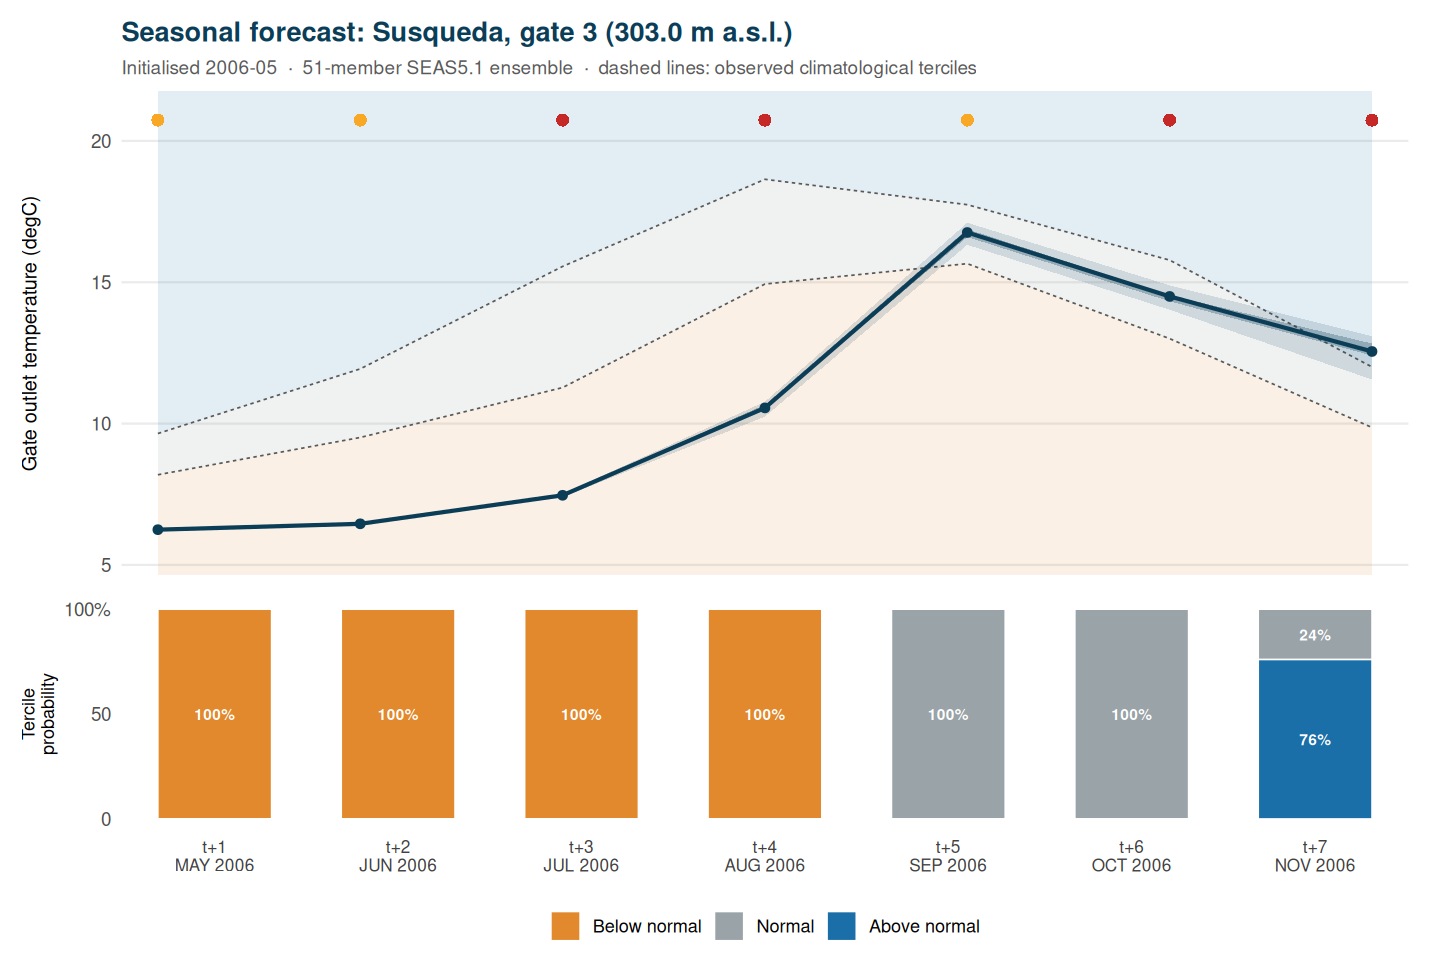 Seasonal forecast: Susqueda, gate 3 (303.0 m a.s.l.)
Initialised 2006-05 · 51-member SEAS5.1 ensemble · dashed lines: observed climatological terciles
Gate outlet temperature (degC)
20
15
10
5
Tercile
probability
100%
50
0
100%
100%
100%
100%
100%
100%
24%
76%
t+1
MAY 2006
t+2
JUN 2006
t+3
JUL 2006
t+4
AUG 2006
t+5
SEP 2006
t+6
OCT 2006
t+7
NOV 2006
Below normal
Normal
Above normal